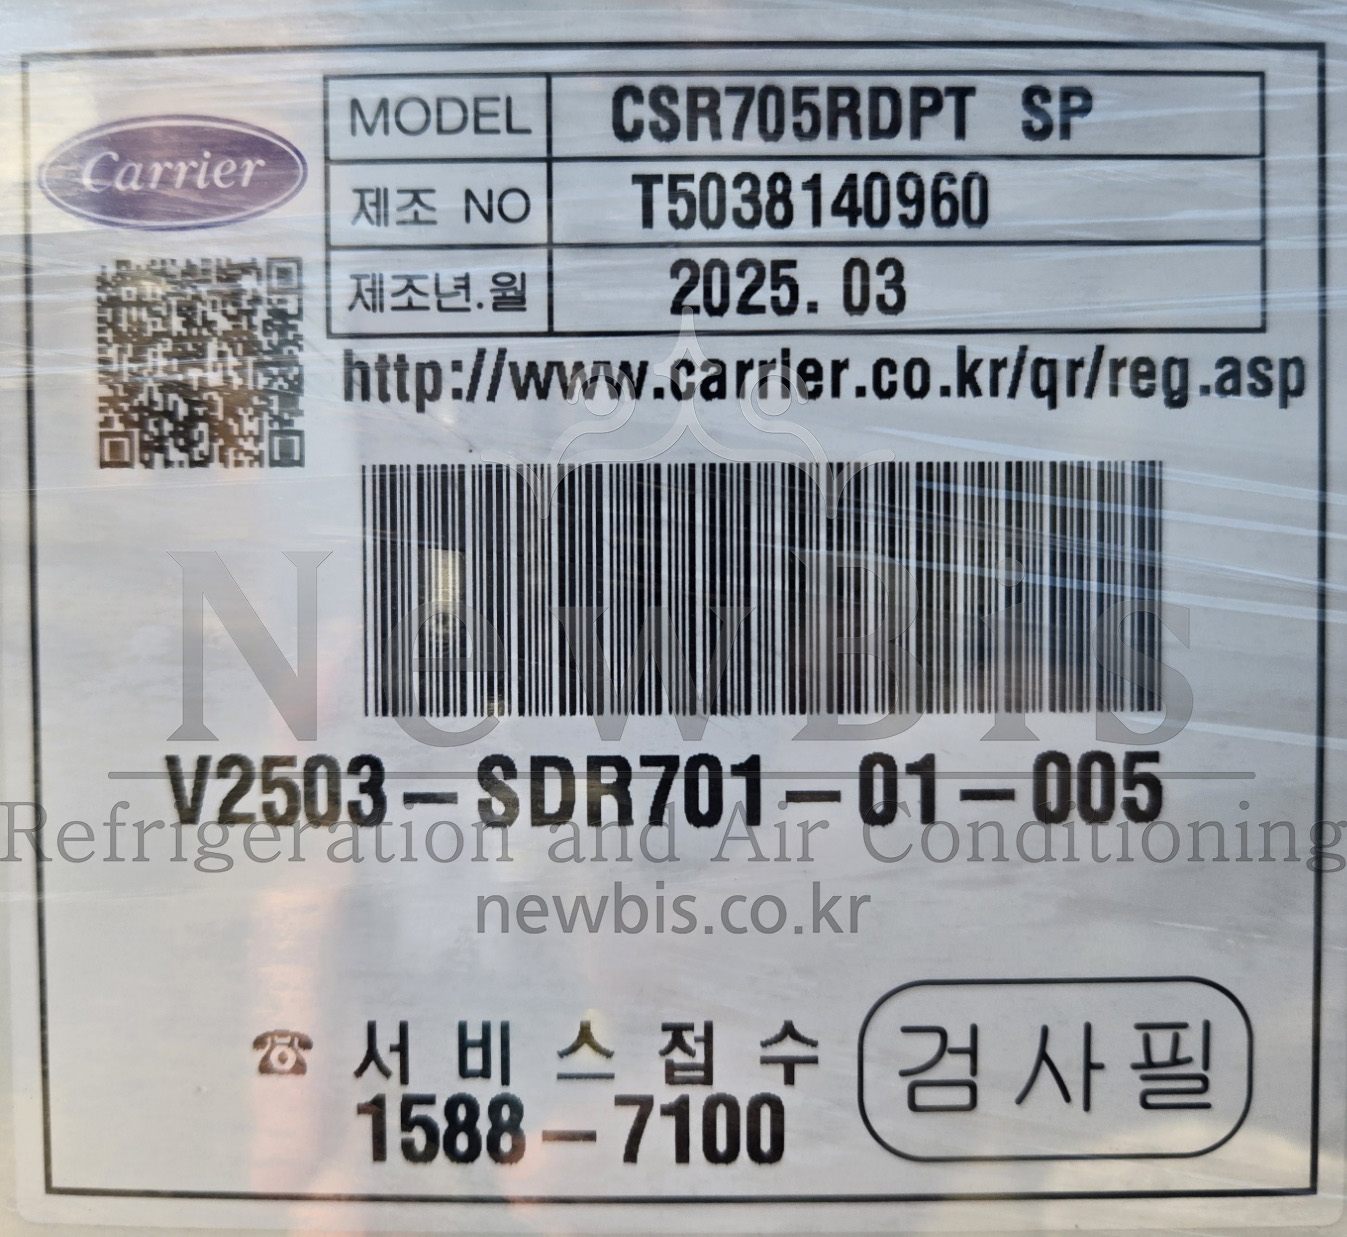 Carrier
MODEL CSR705RDPT SP
제조 NO T5038140960
제조년.월 2025. 03
http://www.carrier.co.kr/qr/reg.asp
NewBis
V2503-SDR701-01-005
Refrigeration and Air Conditioning
newbis.co.kr
☎ 서비스접수
1588-7100
검사필